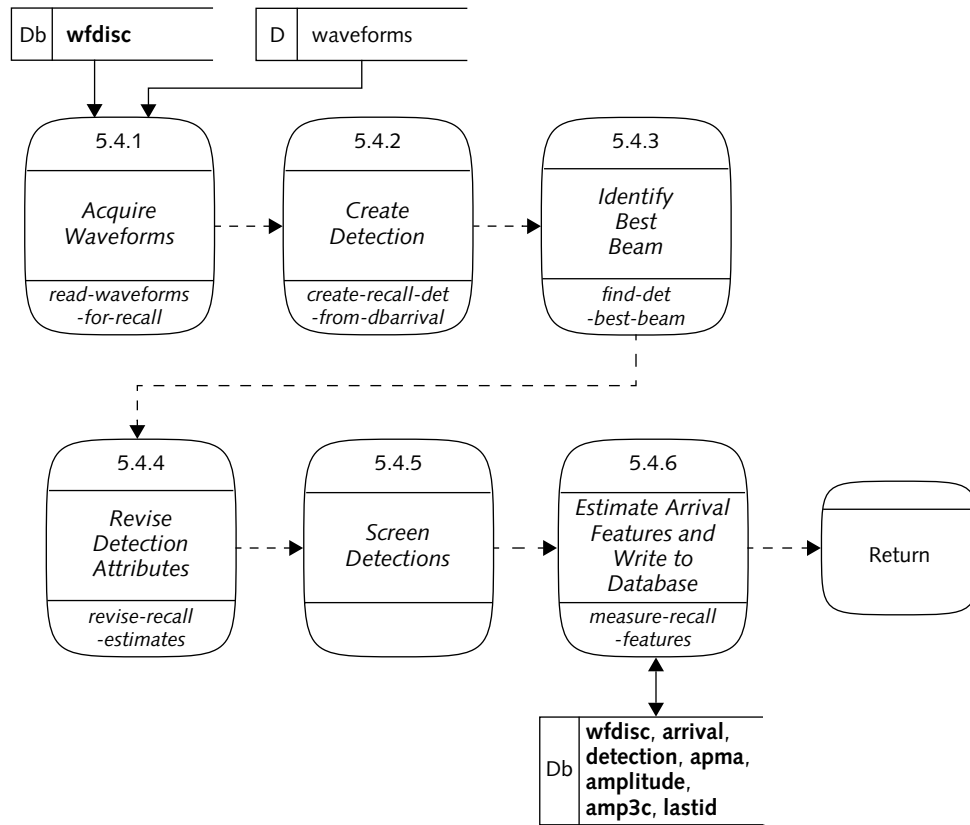 Db wfdisc
D waveforms
5.4.1
Acquire
Waveforms
read-waveforms
-for-recall
5.4.2
Create
Detection
create-recall-det
-from-dbarrival
5.4.3
Identify
Best
Beam
find-det
-best-beam
5.4.4
Revise
Detection
Attributes
revise-recall
-estimates
5.4.5
Screen
Detections
5.4.6
Estimate Arrival
Features and
Write to
Database
measure-recall
-features
Return
Db
wfdisc, arrival,
detection, apma,
amplitude,
amp3c, lastid